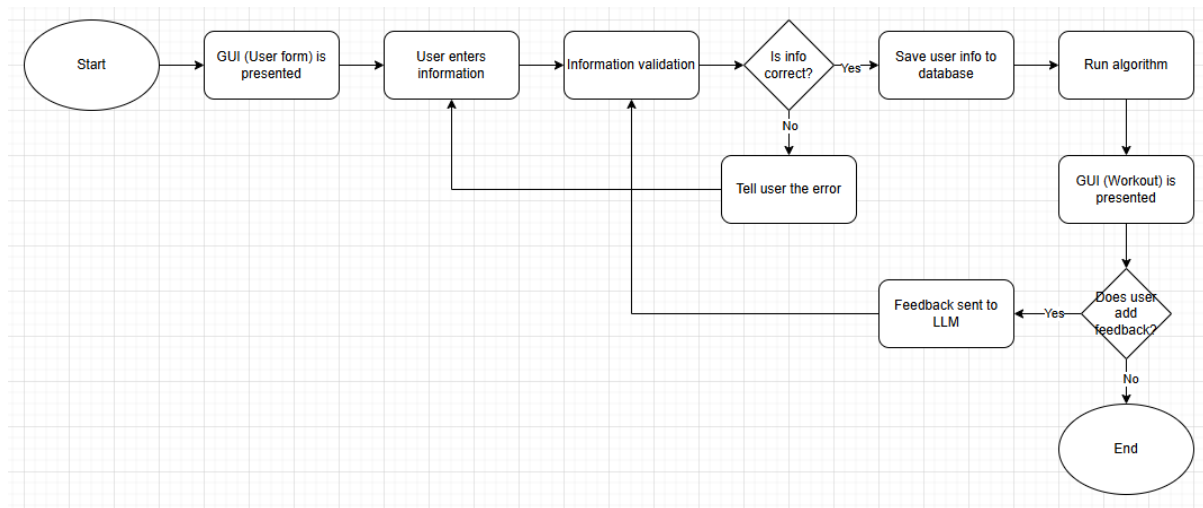 Start
GUI (User form) is
presented
User enters
information
Information validation
Is info
correct?
Yes
Save user info to
database
Run algorithm
No
Tell user the error
GUI (Workout) is
presented
Does user
add
feedback?
Yes
Feedback sent to
LLM
No
End